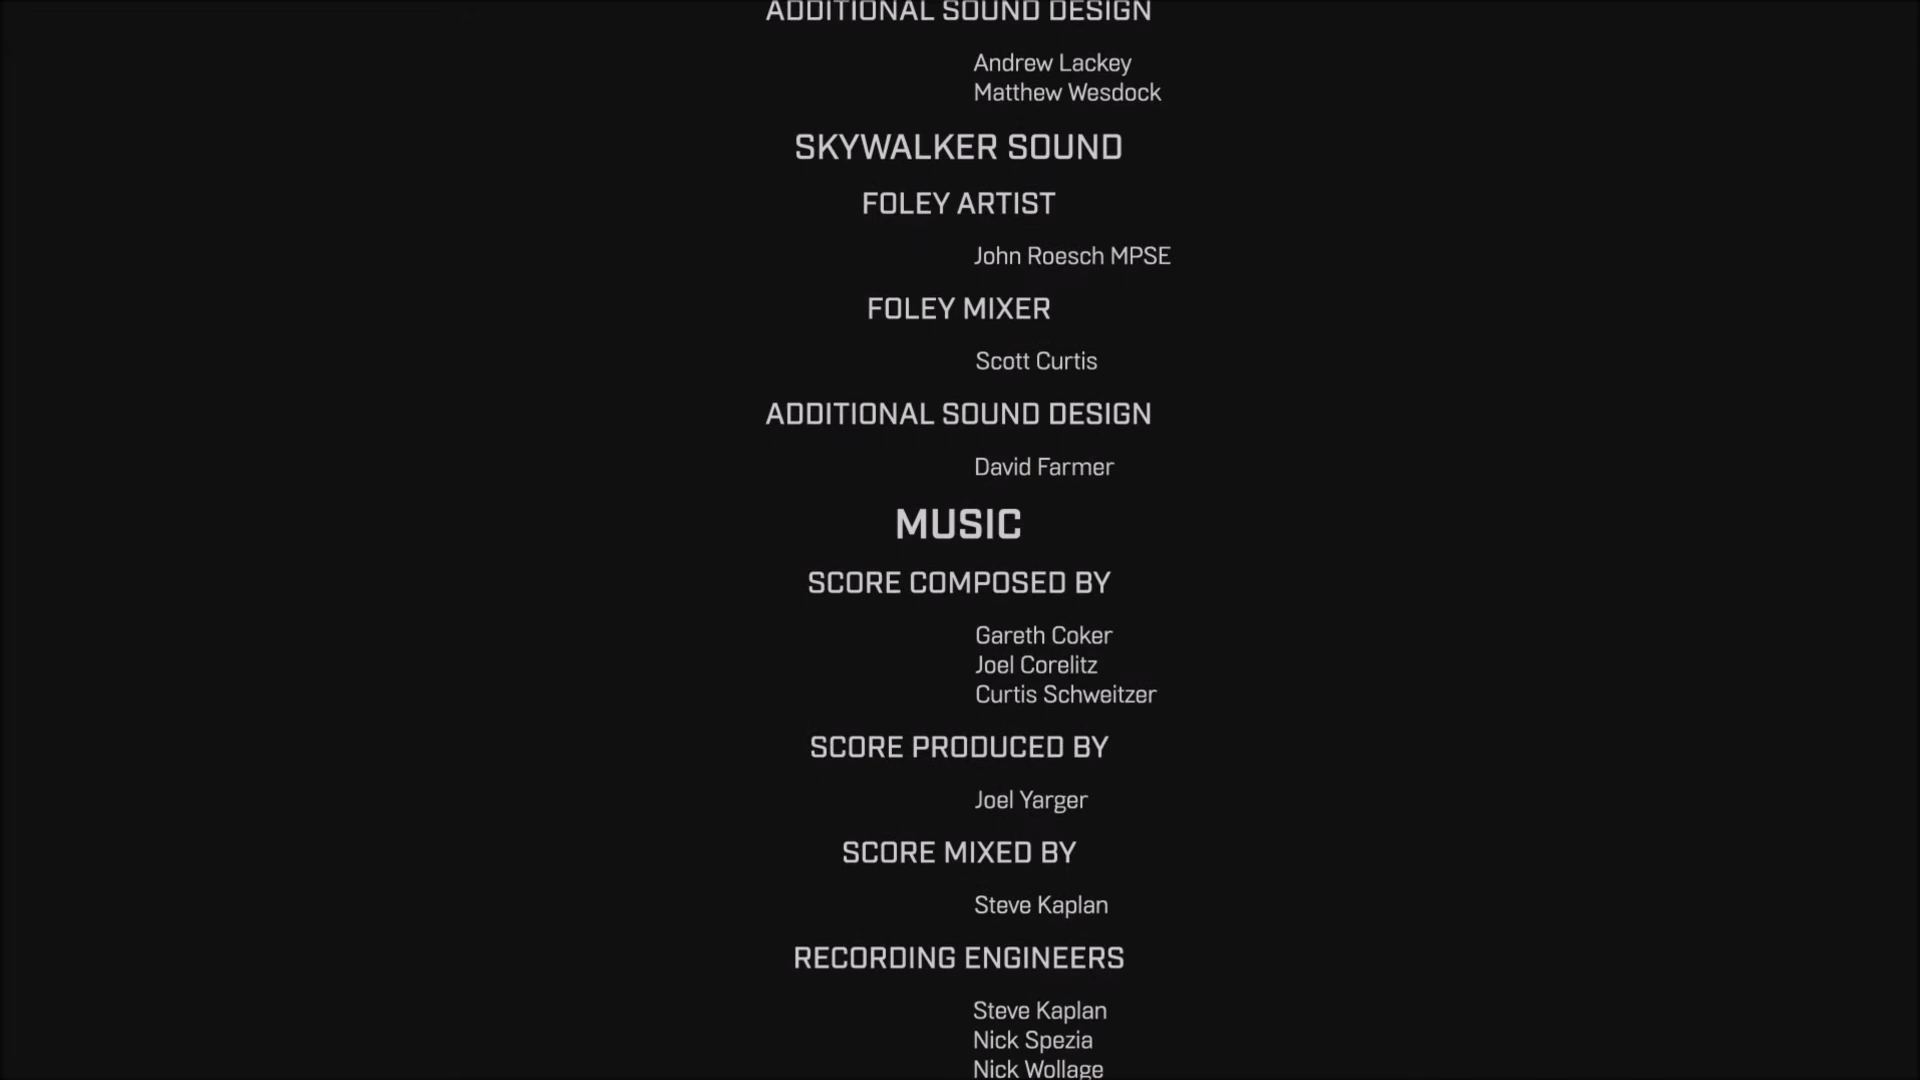 ADDITIONAL SOUND DESIGN
Andrew Lackey
Matthew Wesdock
SKYWALKER SOUND
FOLEY ARTIST
John Roesch MPSE
FOLEY MIXER
Scott Curtis
ADDITIONAL SOUND DESIGN
David Farmer
MUSIC
SCORE COMPOSED BY
Gareth Coker
Joel Corelitz
Curtis Schweitzer
SCORE PRODUCED BY
Joel Yarger
SCORE MIXED BY
Steve Kaplan
RECORDING ENGINEERS
Steve Kaplan
Nick Spezia
Nick Wollage